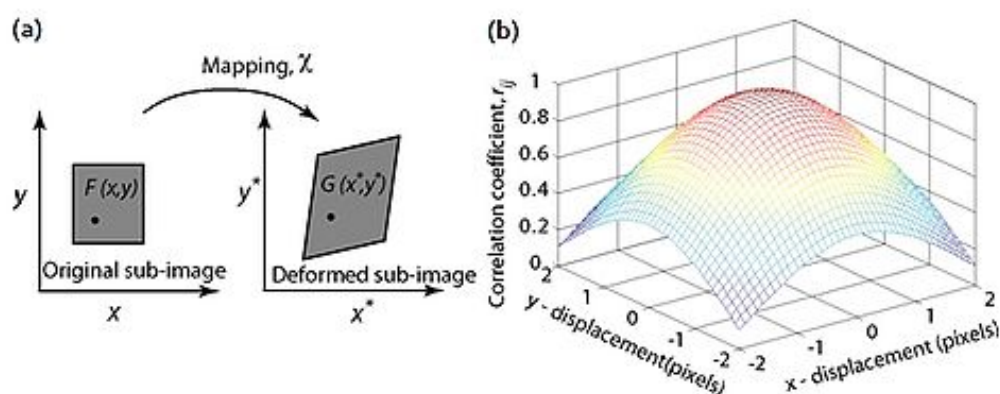 (a)
Mapping, χ
y
F(x,y)
Original sub-image
x
y*
G(x*,y*)
Deformed sub-image
x*
(b)
Correlation coefficient, rij
1
0.8
0.6
0.4
0.2
0
2
1
0
-1
-2
y - displacement(pixels)
-2
-1
0
1
2
x - displacement (pixels)